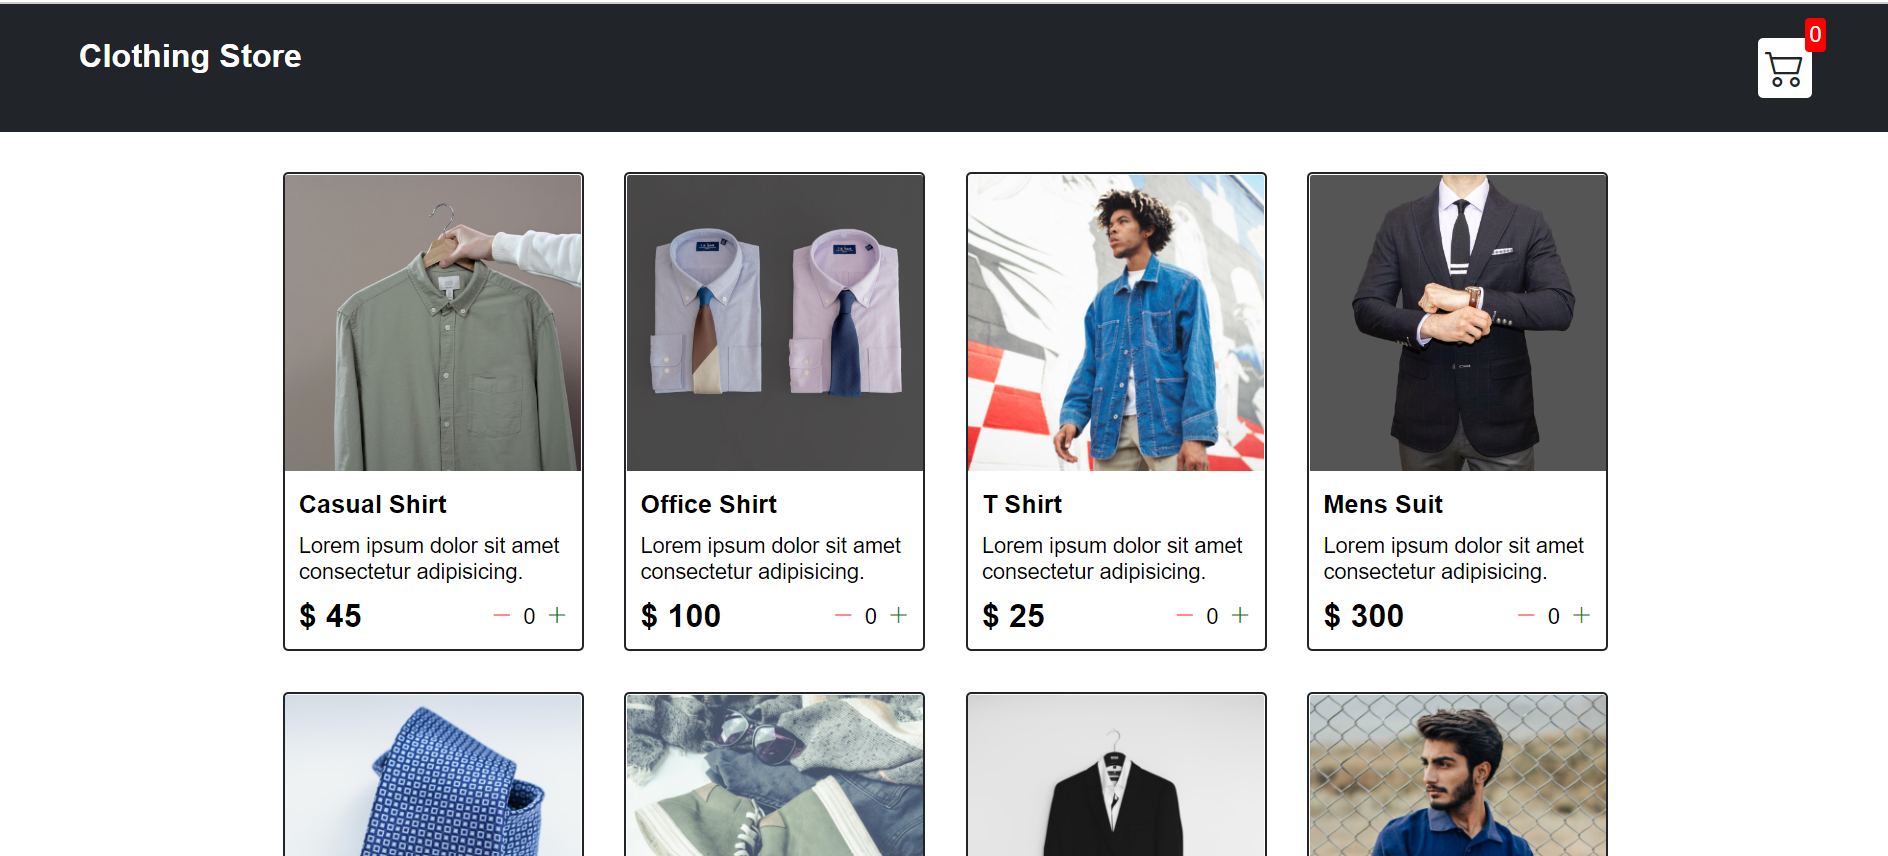 Clothing Store
0
Casual Shirt
Lorem ipsum dolor sit amet
consectetur adipisicing.
$ 45
0
Office Shirt
Lorem ipsum dolor sit amet
consectetur adipisicing.
$ 100
0
T Shirt
Lorem ipsum dolor sit amet
consectetur adipisicing.
$ 25
0
Mens Suit
Lorem ipsum dolor sit amet
consectetur adipisicing.
$ 300
0